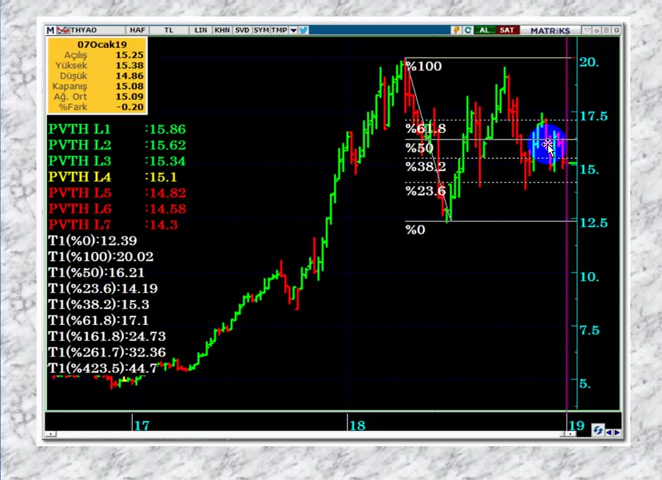 M THYAO HAF TL LIN KHN SVD SYM TMP AL SAT MATRİKS
07Ocak19
Açılış 15.25
Yüksek 15.38
Düşük 14.86
Kapanış 15.08
Ağ. Ort 15.09
%Fark -0.20
PVTH L1 :15.86
PVTH L2 :15.62
PVTH L3 :15.34
PVTH L4 :15.1
PVTH L5 :14.82
PVTH L6 :14.58
PVTH L7 :14.3
T1(%0):12.39
T1(%100):20.02
T1(%50):16.21
T1(%23.6):14.19
T1(%38.2):15.3
T1(%61.8):17.1
T1(%161.8):24.73
T1(%261.7):32.36
T1(%423.5):44.7
%100
%61.8
%50
%38.2
%23.6
%0
20.
17.5
15.
12.5
10.
7.5
5.
17 18 19